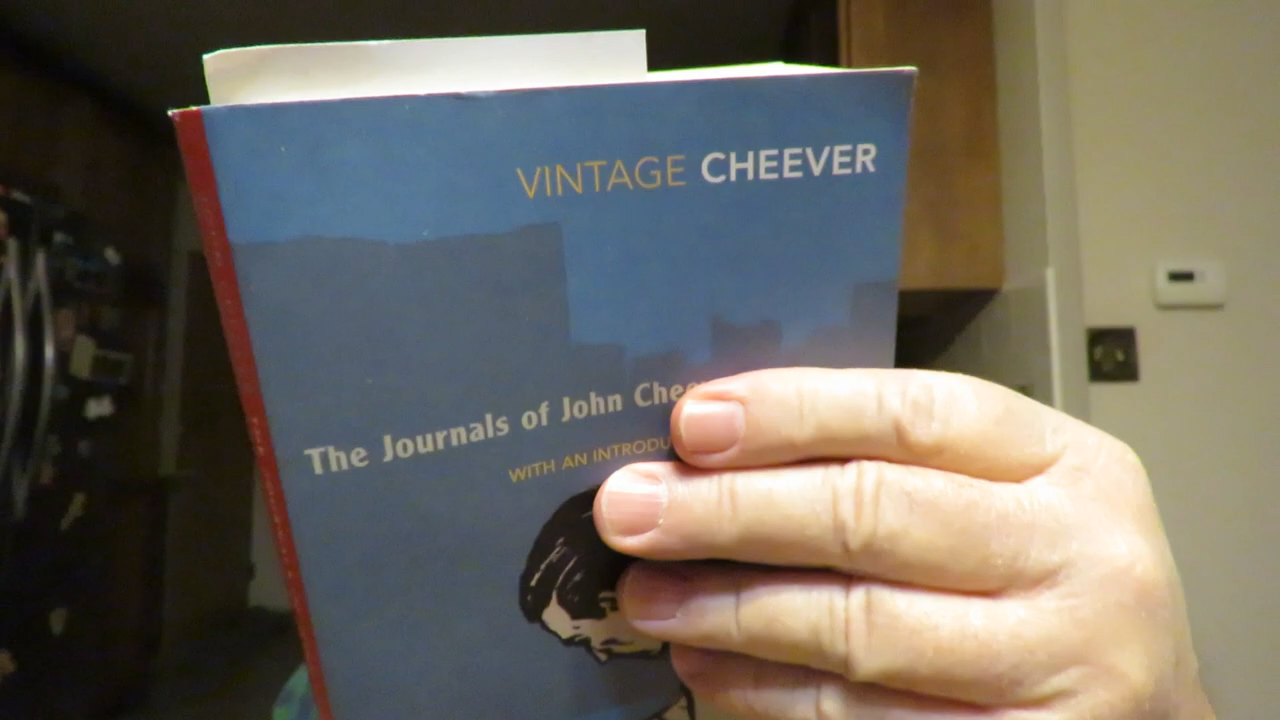 VINTAGE CHEEVER
The Journals of John Chee
WITH AN INTRODU